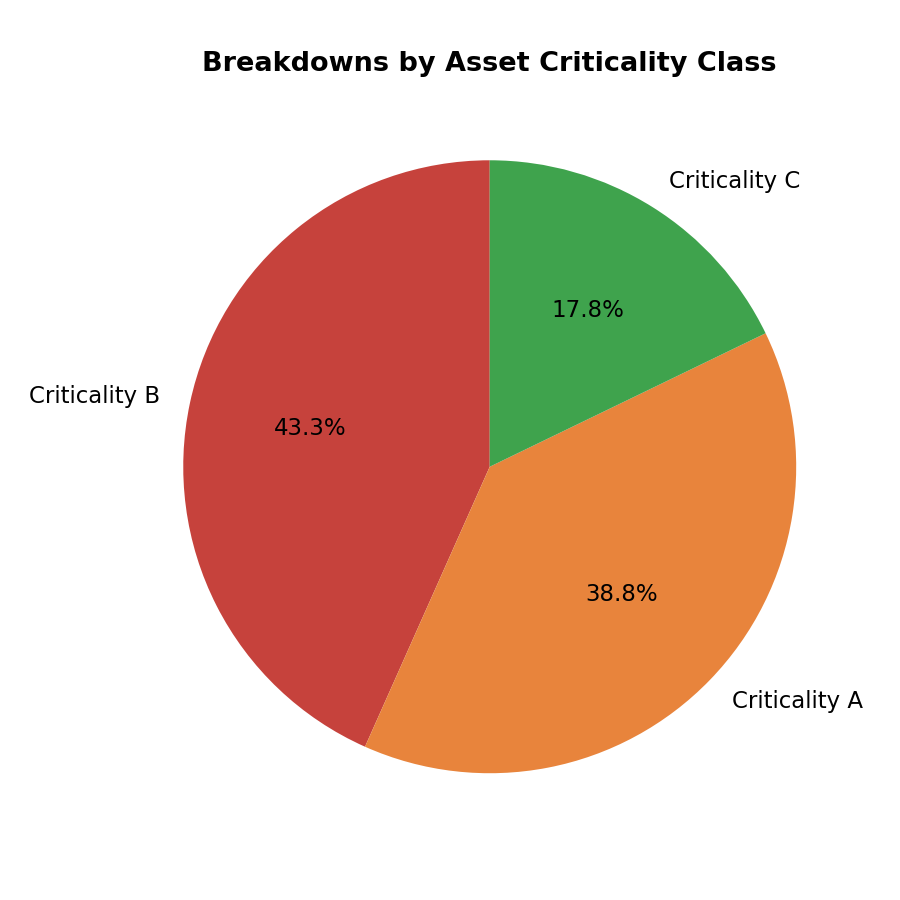 Breakdowns by Asset Criticality Class
Criticality C
17.8%
Criticality B
43.3%
38.8%
Criticality A